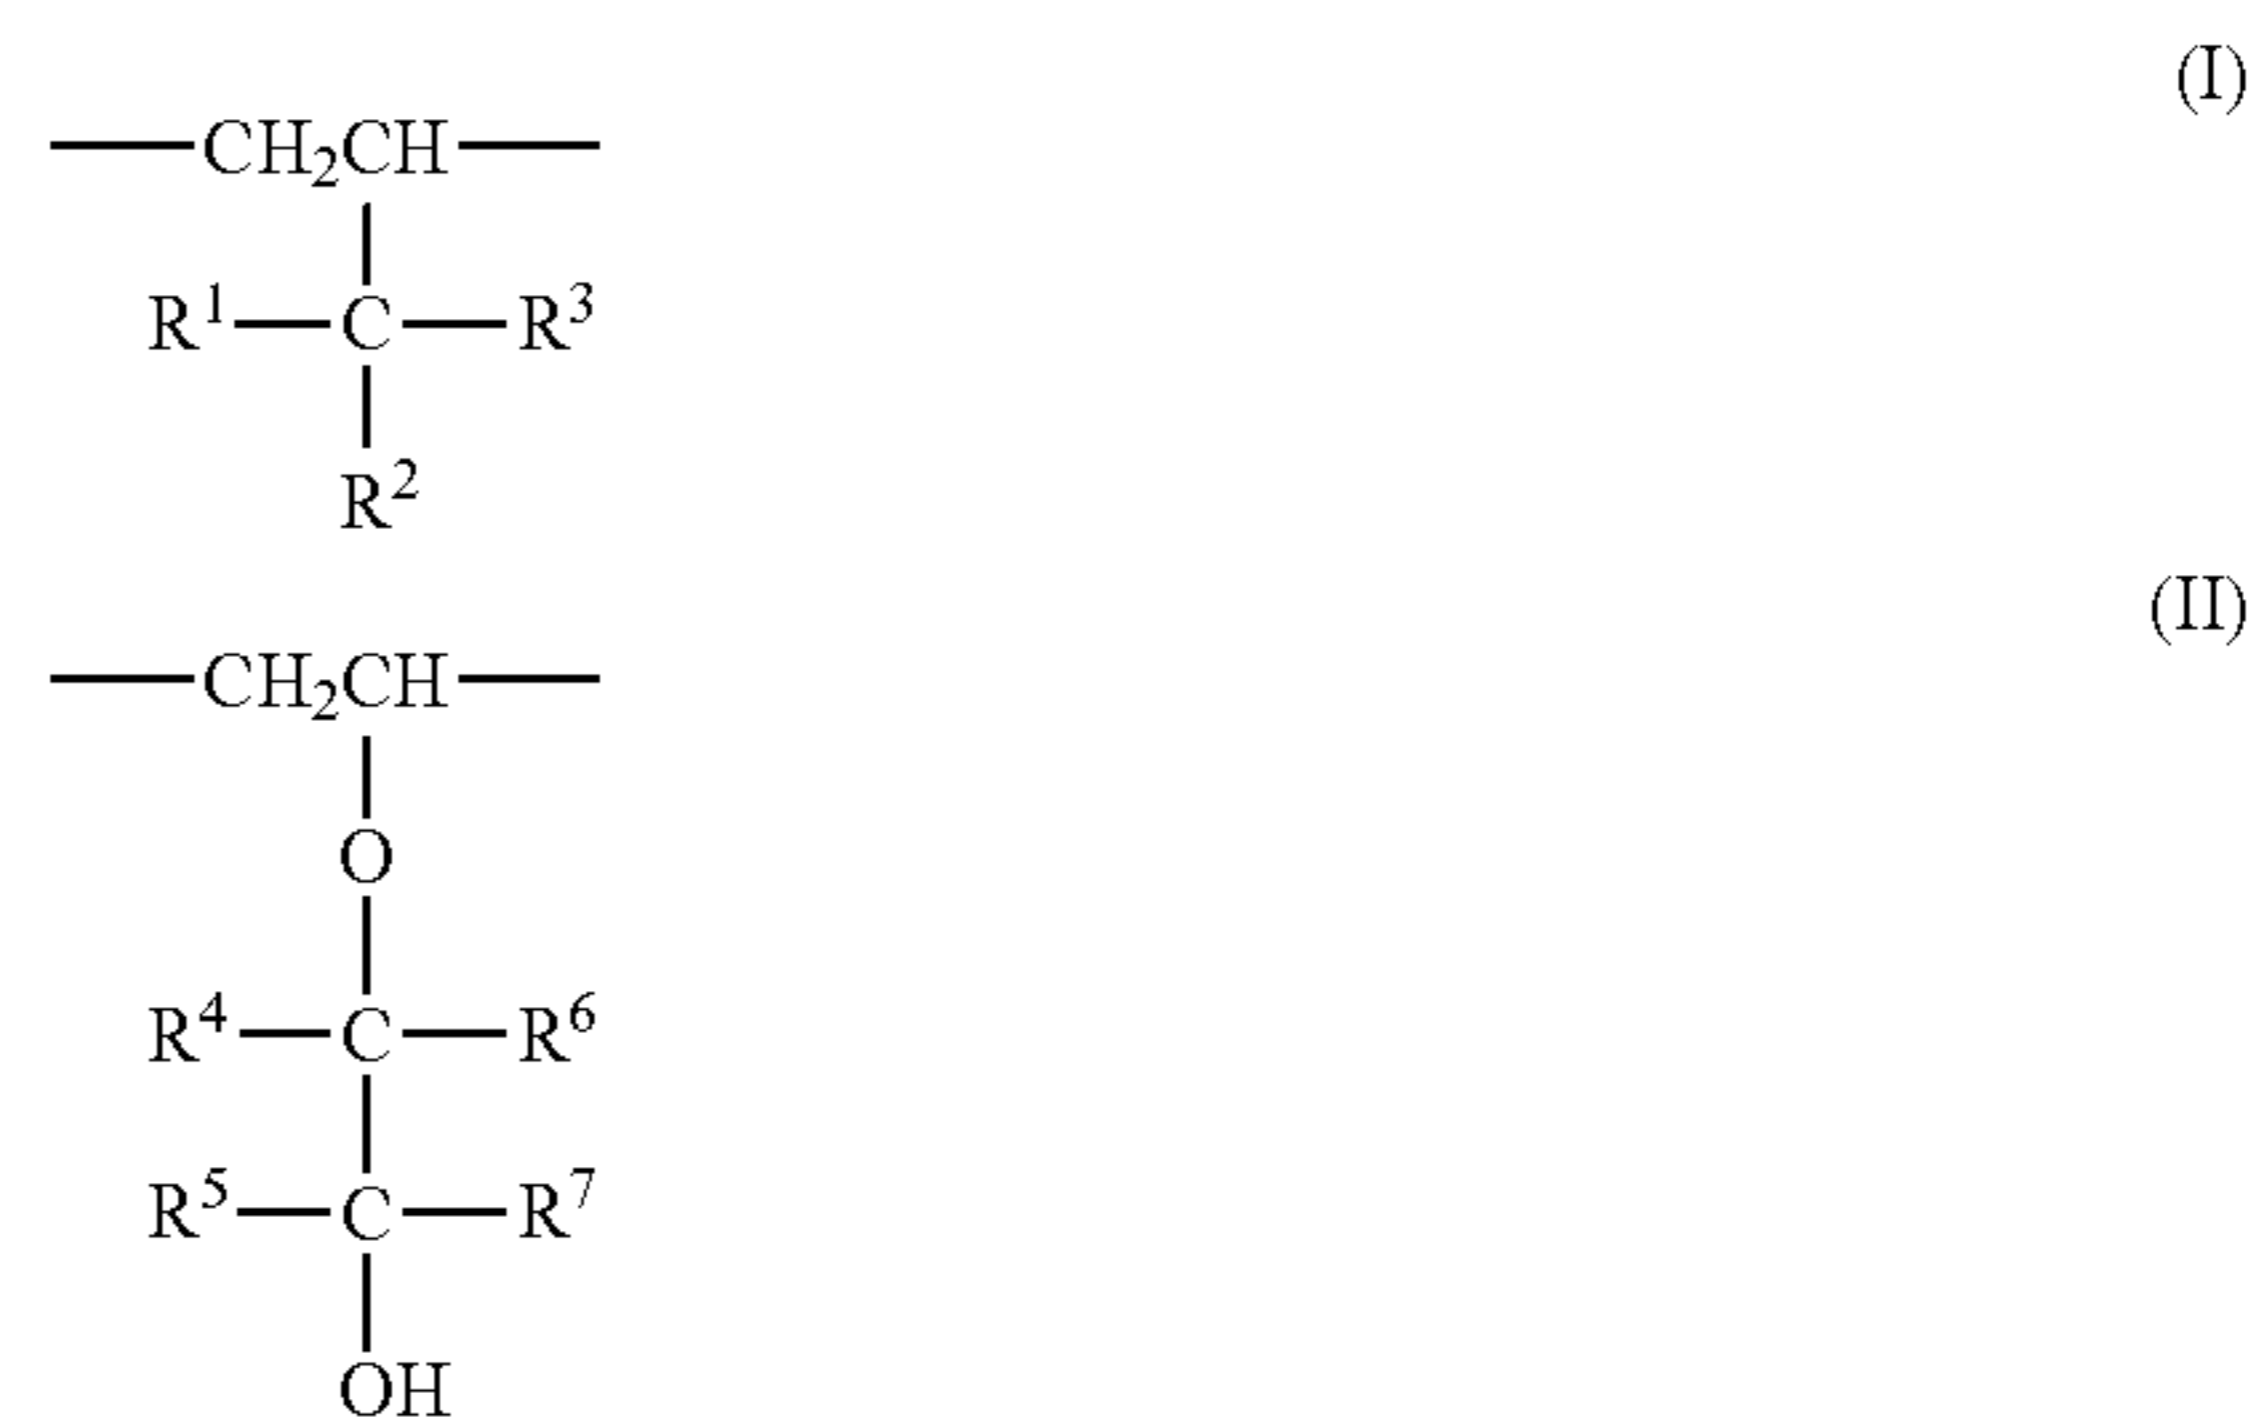 (I)
—CH₂CH—
R¹—C—R³
R²
(II)
—CH₂CH—
O
R⁴—C—R⁶
R⁵—C—R⁷
OH